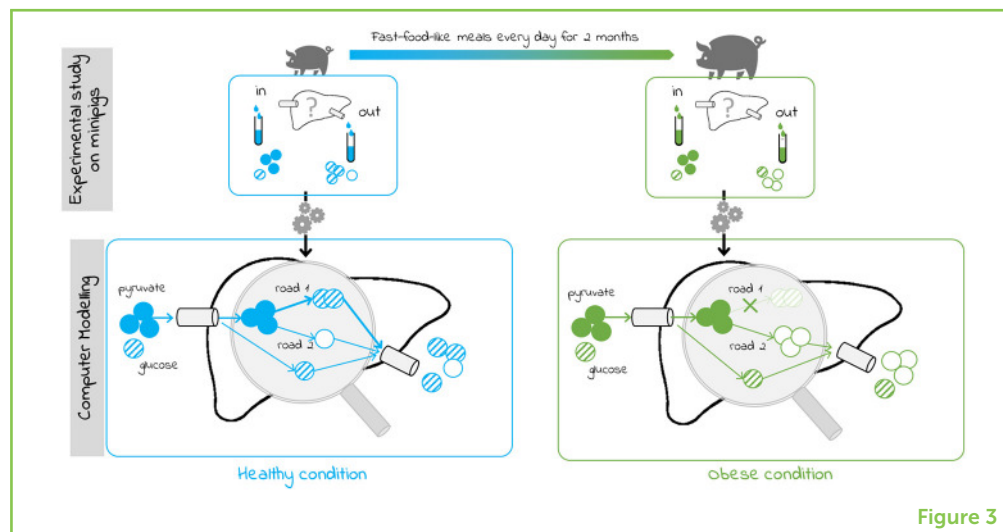 Fast-food-like meals every day for 2 months
Experimental study
on minipigs
in
?
out
in
?
out
Computer Modelling
pyruvate
glucose
road 1
road 2
Healthy condition
pyruvate
glucose
road 1
road 2
Obese condition
Figure 3